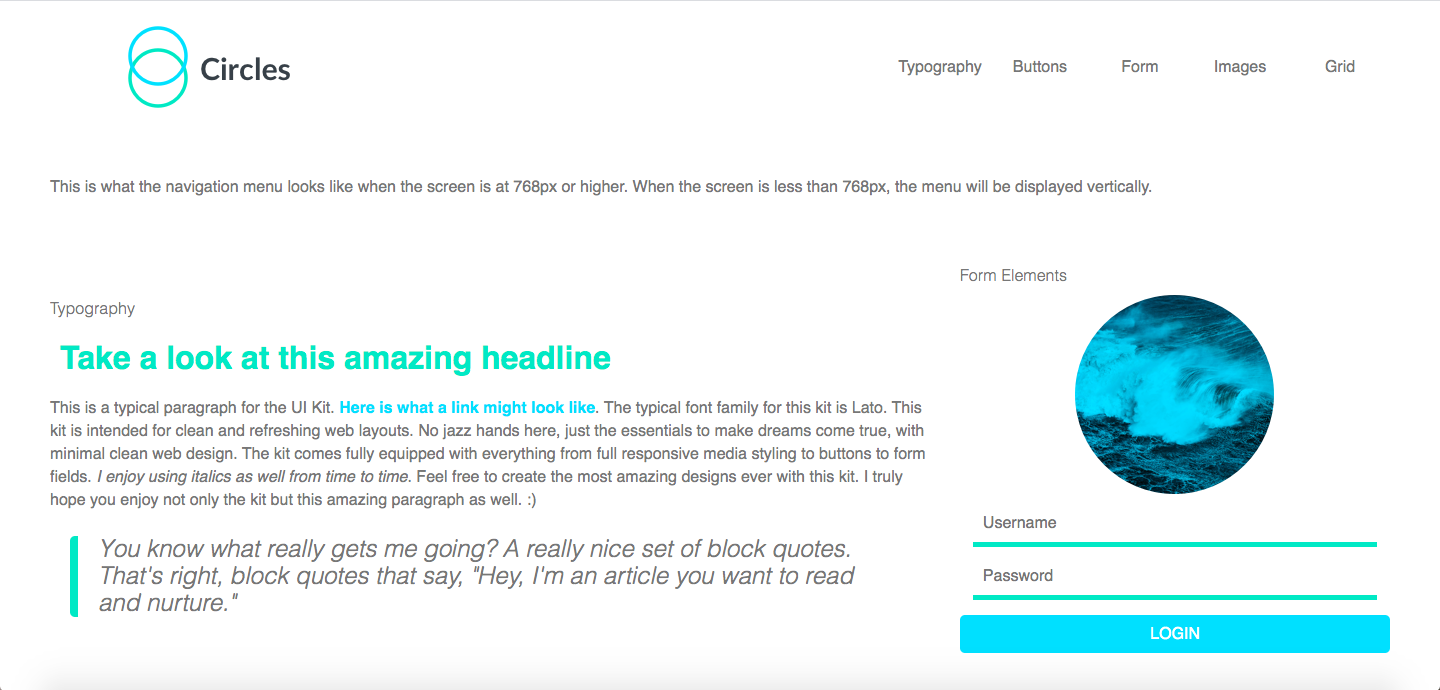 Circles
Typography Buttons Form Images Grid
This is what the navigation menu looks like when the screen is at 768px or higher. When the screen is less than 768px, the menu will be displayed vertically.
Typography
Take a look at this amazing headline
This is a typical paragraph for the UI Kit. Here is what a link might look like. The typical font family for this kit is Lato. This
kit is intended for clean and refreshing web layouts. No jazz hands here, just the essentials to make dreams come true, with
minimal clean web design. The kit comes fully equipped with everything from full responsive media styling to buttons to form
fields. I enjoy using italics as well from time to time. Feel free to create the most amazing designs ever with this kit. I truly
hope you enjoy not only the kit but this amazing paragraph as well. :)
You know what really gets me going? A really nice set of block quotes.
That's right, block quotes that say, "Hey, I'm an article you want to read
and nurture."
Form Elements
Username
Password
LOGIN